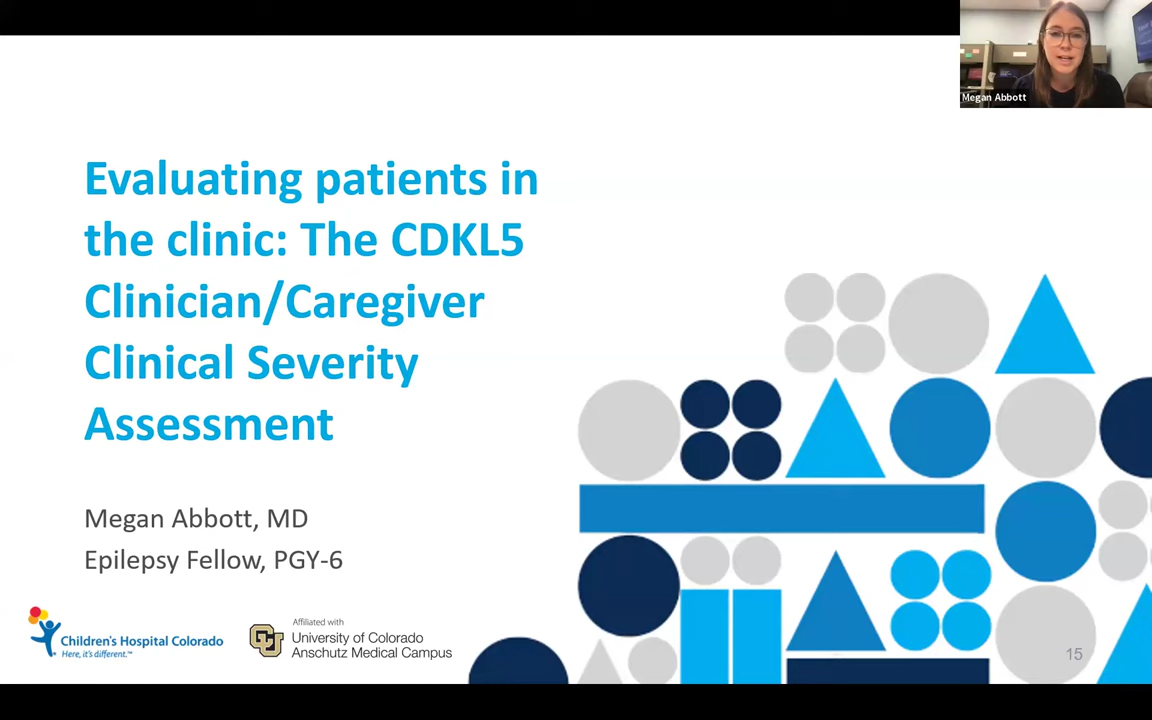 Megan Abbott
Evaluating patients in
the clinic: The CDKL5
Clinician/Caregiver
Clinical Severity
Assessment
Megan Abbott, MD
Epilepsy Fellow, PGY-6
Children's Hospital Colorado
Here, it's different.™
Affiliated with
University of Colorado
Anschutz Medical Campus
15